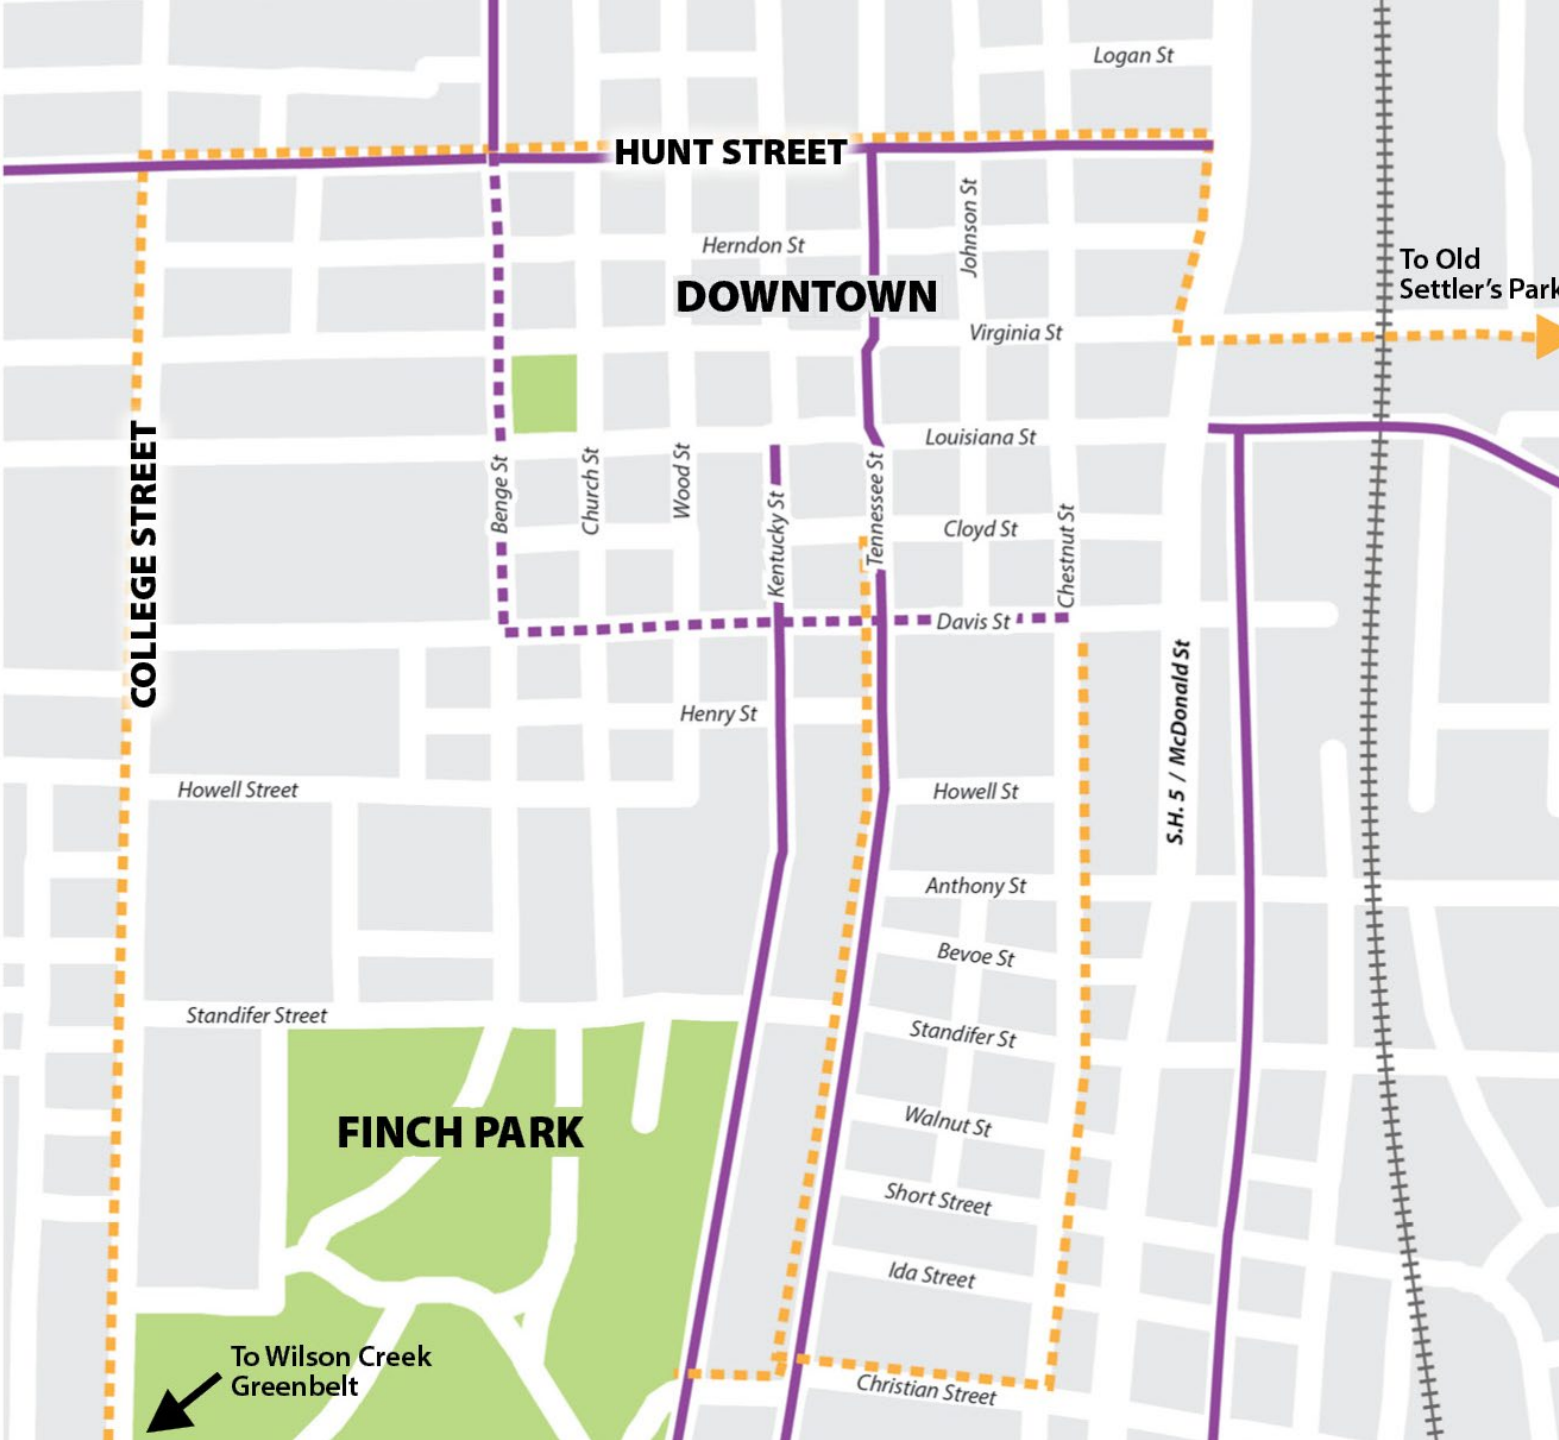 Logan St
HUNT STREET
Johnson St
Herndon St
To Old
Settler's Park
DOWNTOWN
Virginia St
COLLEGE STREET
Louisiana St
Benge St
Church St
Wood St
Kentucky St
Tennessee St
Cloyd St
Chestnut St
Davis St
S.H. 5 / McDonald St
Henry St
Howell Street
Howell St
Anthony St
Bevoe St
Standifer Street
Standifer St
FINCH PARK
Walnut St
Short Street
Ida Street
To Wilson Creek
Greenbelt
Christian Street